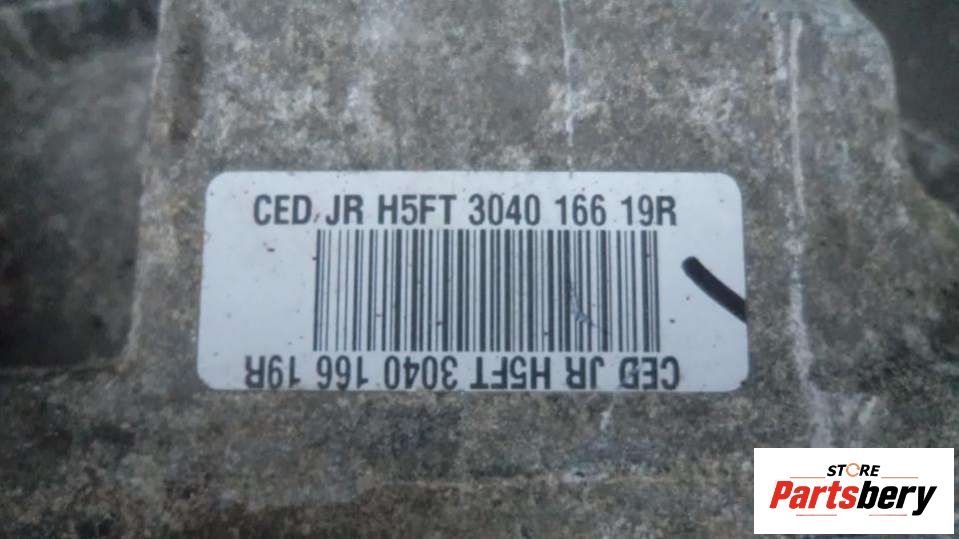 CED JR H5FT 3040 166 19R
CED JR H5FT 3040 166 19R
STORE
Partsbery